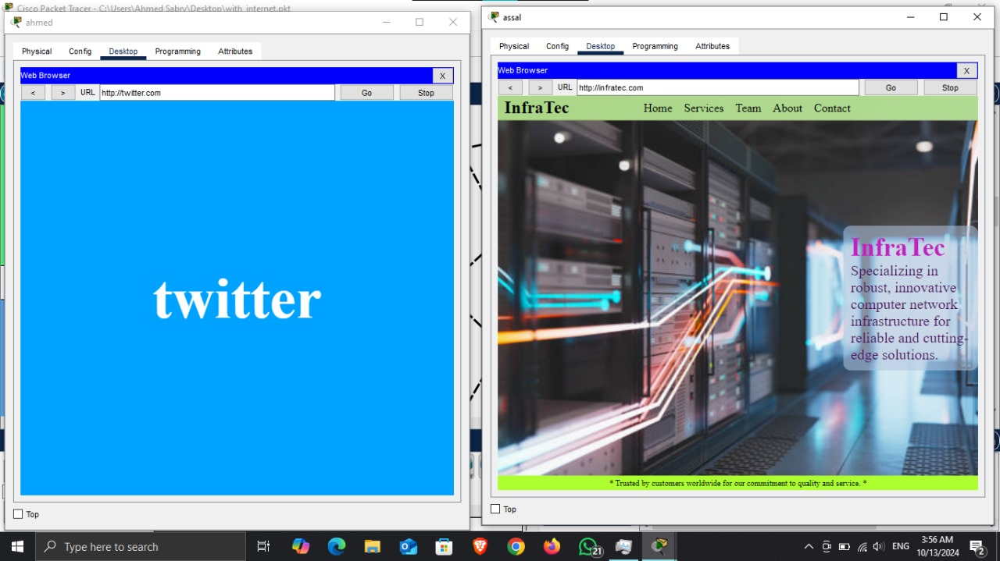 Cisco Packet Tracer - C:\Users\Ahmed Sabry\Desktop\with_internet.pkt
ahmed
Physical Config Desktop Programming Attributes
Web Browser X
> URL http://twitter.com Go Stop
twitter
Top
assal
Physical Config Desktop Programming Attributes
Web Browser X
< > URL http://infratec.com Go Stop
InfraTec Home Services Team About Contact
InfraTec
Specializing in
robust, innovative
computer network
infrastructure for
reliable and cutting-
edge solutions.
* Trusted by customers worldwide for our commitment to quality and service. *
Top
Type here to search
21
ENG
3:56 AM
10/13/2024
2